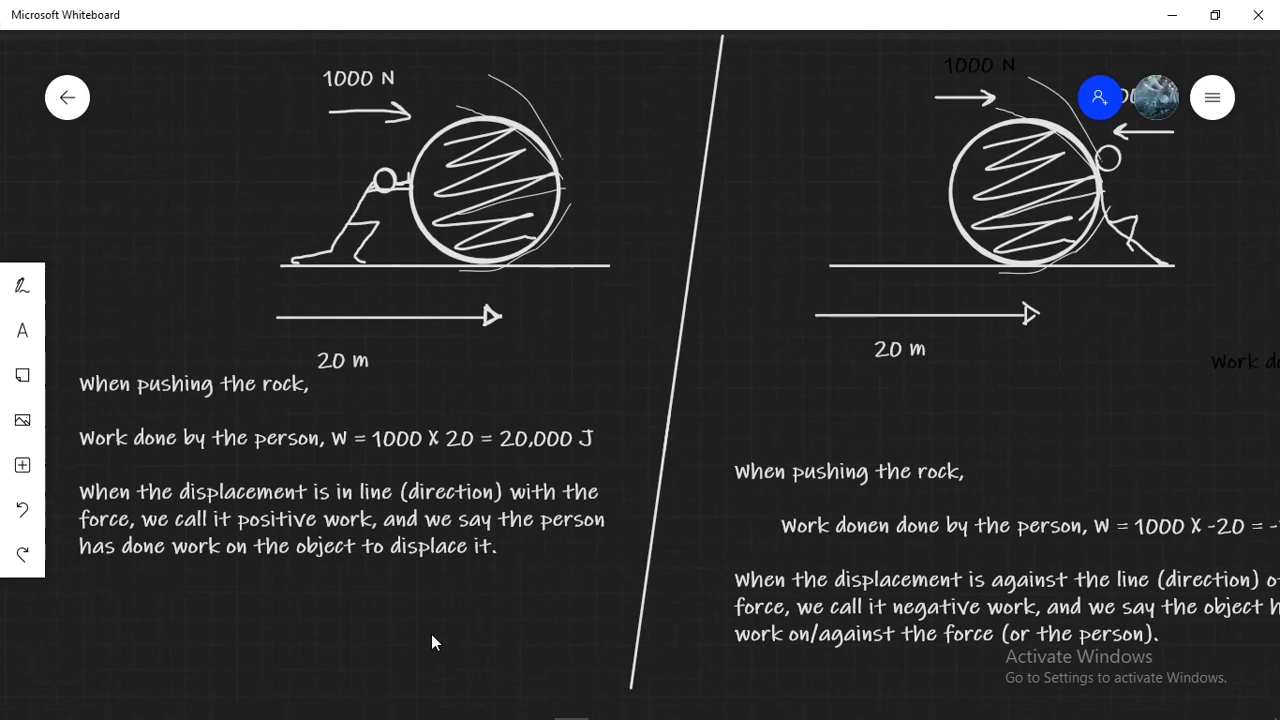 Microsoft Whiteboard
1000 N
20 m
When pushing the rock,
Work done by the person, W = 1000 X 20 = 20,000 J
When the displacement is in line (direction) with the
force, we call it positive work, and we say the person
has done work on the object to displace it.
1000 N
20 m
Work
When pushing the rock,
Work donen done by the person, W = 1000 X -20 = -
When the displacement is against the line (direction)
force, we call it negative work, and we say the object
work on/against the force (or the person).
Activate Windows
Go to Settings to activate Windows.